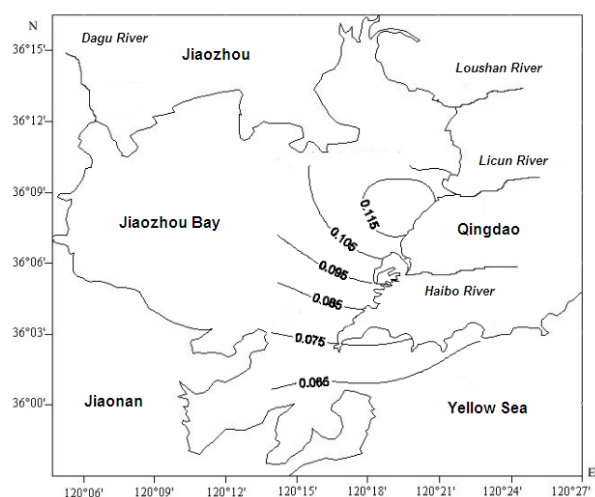 N
36°15'
Dagu River
Jiaozhou
Loushan River
36°12'
Licun River
36°09'
0.115
Jiaozhou Bay
Qingdao
0.105
36°06'
0.095
Haibo River
0.085
36°03'
0.075
0.065
36°00'
Jiaonan
Yellow Sea
E
120°06' 120°09' 120°12' 120°15' 120°18' 120°21' 120°24' 120°27'